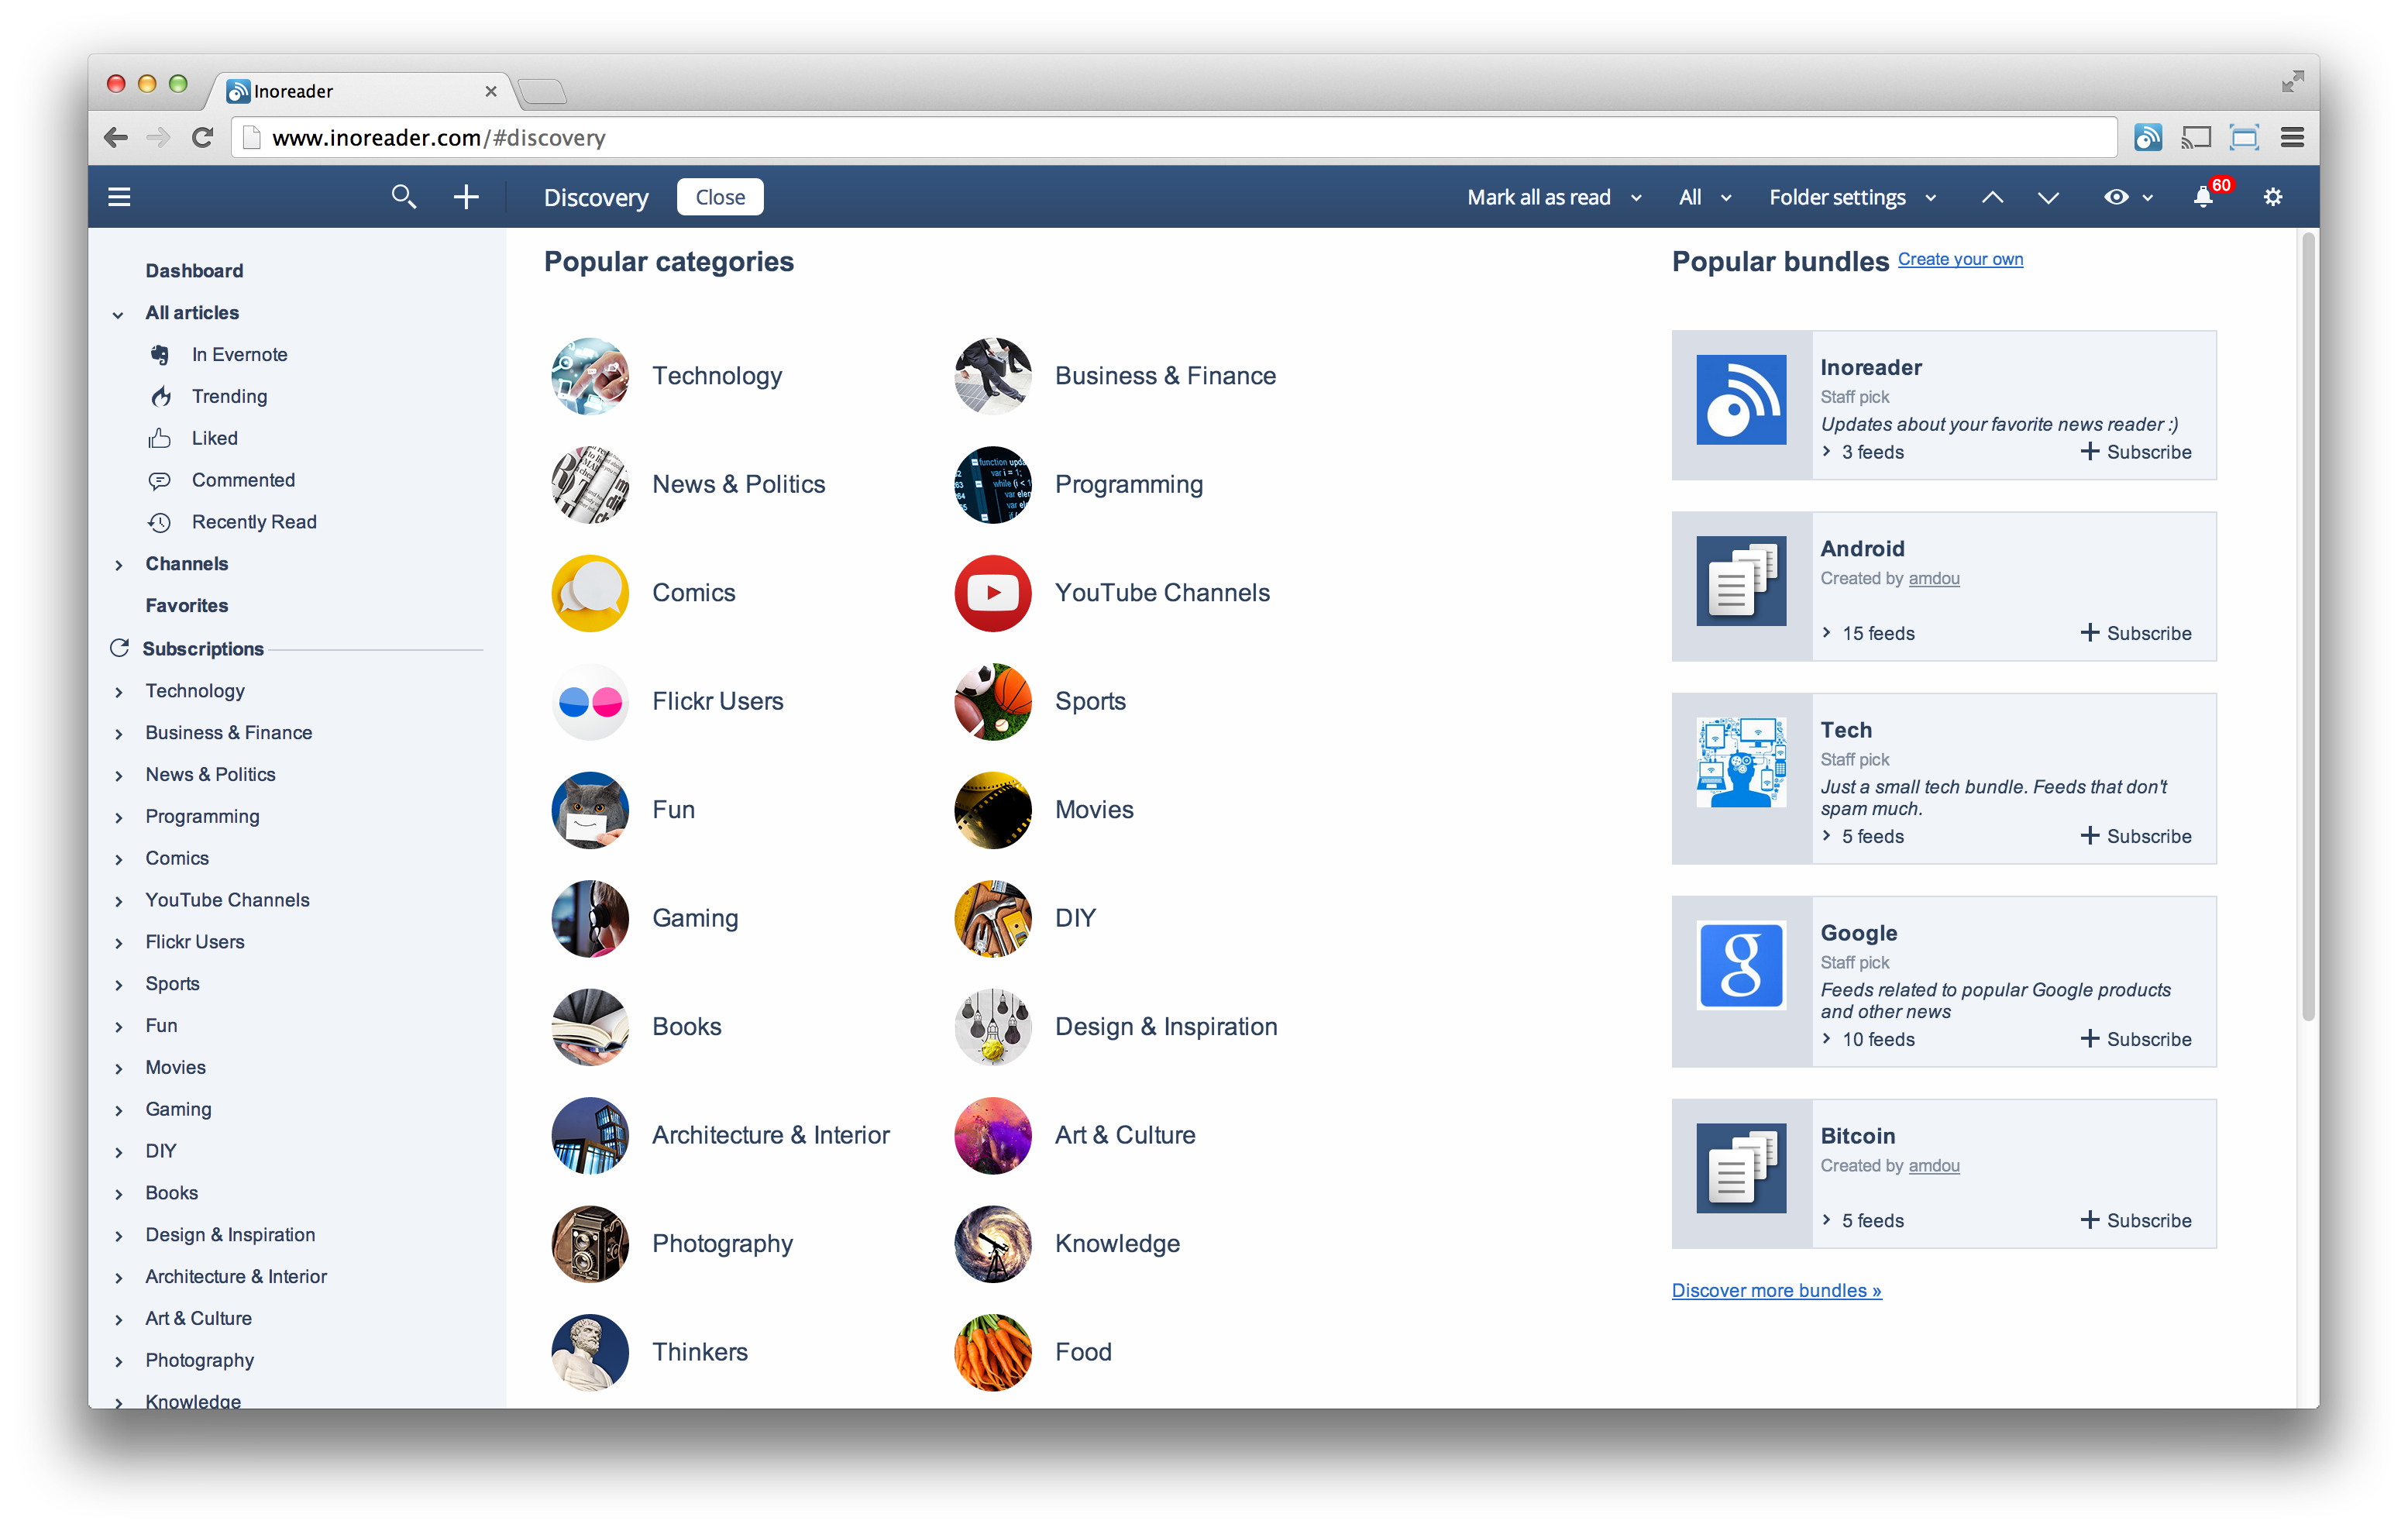 Inoreader
www.inoreader.com/#discovery
Discovery
Close
Mark all as read
All
Folder settings
60
Dashboard
All articles
In Evernote
Trending
Liked
Commented
Recently Read
Channels
Favorites
Subscriptions
Technology
Business & Finance
News & Politics
Programming
Comics
YouTube Channels
Flickr Users
Sports
Fun
Movies
Gaming
DIY
Books
Design & Inspiration
Architecture & Interior
Art & Culture
Photography
Knowledge
Popular categories
Technology
Business & Finance
News & Politics
Programming
Comics
YouTube Channels
Flickr Users
Sports
Fun
Movies
Gaming
DIY
Books
Design & Inspiration
Architecture & Interior
Art & Culture
Photography
Knowledge
Thinkers
Food
Popular bundles Create your own
Inoreader
Staff pick
Updates about your favorite news reader :)
3 feeds
Subscribe
Android
Created by amdou
15 feeds
Subscribe
Tech
Staff pick
Just a small tech bundle. Feeds that don't
spam much.
5 feeds
Subscribe
Google
Staff pick
Feeds related to popular Google products
and other news
10 feeds
Subscribe
Bitcoin
Created by amdou
5 feeds
Subscribe
Discover more bundles »